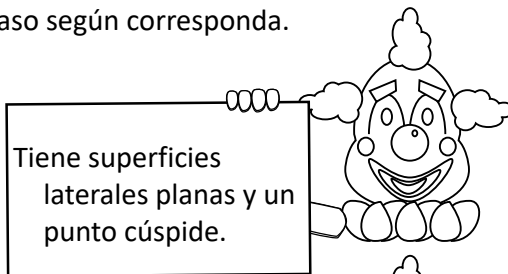 aso según corresponda.
Tiene superficies
laterales planas y un
punto cúspide.